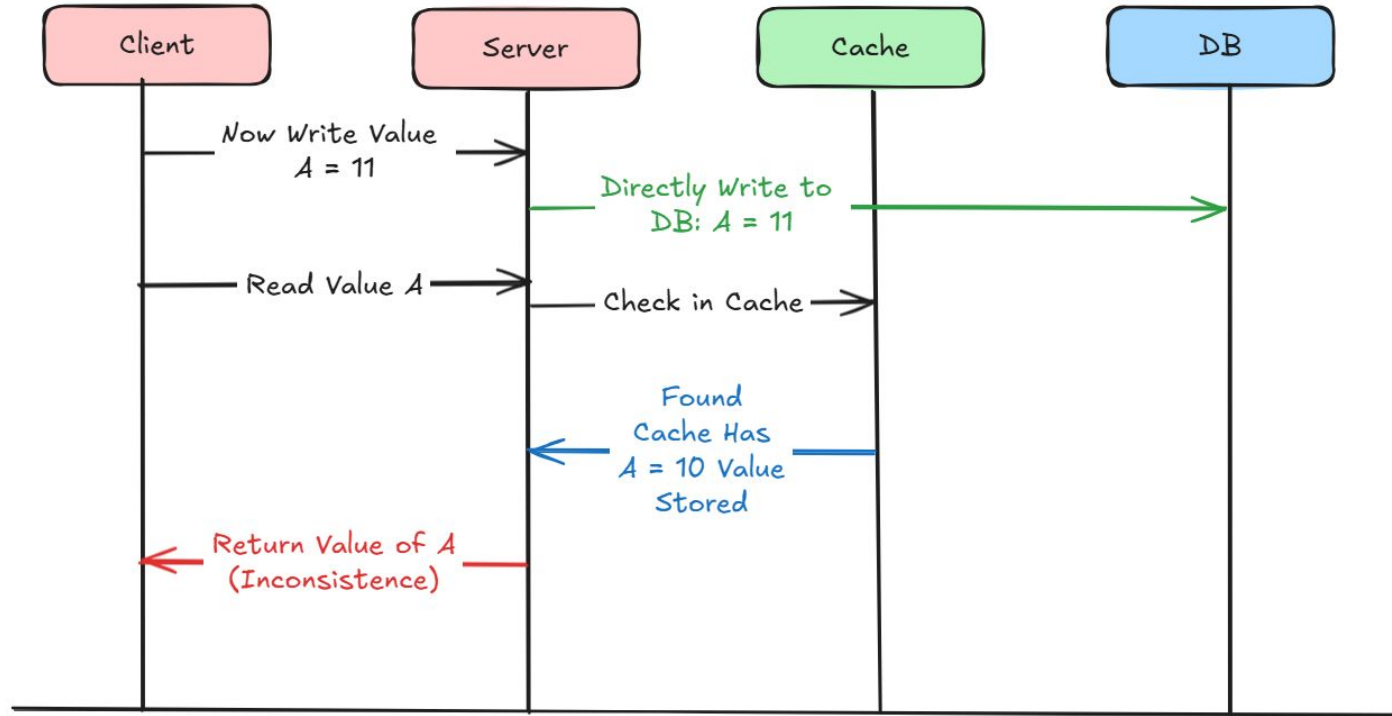 Client
Server
Cache
DB
Now Write Value
A = 11
Directly Write to
DB: A = 11
Read Value A
Check in Cache
Found
Cache Has
A = 10 Value
Stored
Return Value of A
(Inconsistence)